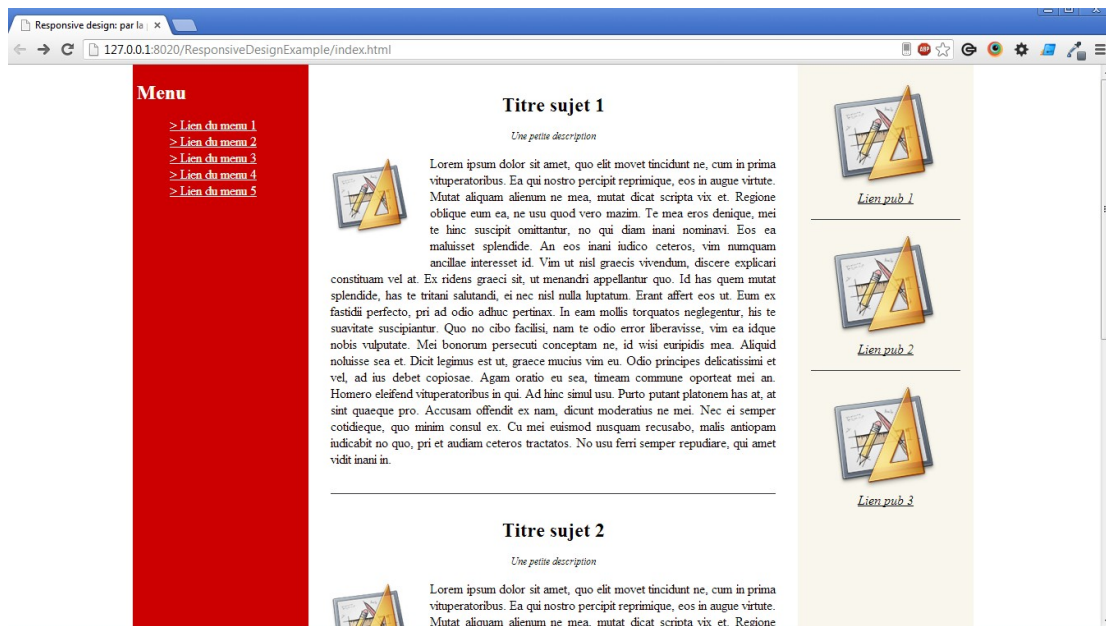 Responsive design: par la
127.0.0.1:8020/ResponsiveDesignExample/index.html
ABP
Menu
> Lien du menu 1
> Lien du menu 2
> Lien du menu 3
> Lien du menu 4
> Lien du menu 5
Titre sujet 1
Une petite description
Lorem ipsum dolor sit amet, quo elit movet tincidunt ne, cum in prima
vituperatoribus. Ea qui nostro percipit reprimique, eos in augue virtute.
Mutat aliquam alienum ne mea, mutat dicat scripta vix et. Regione
oblique eum ea, ne usu quod vero mazim. Te mea eros denique, mei
te hinc suscipit omittantur, no qui diam inani nominavi. Eos ea
maluisset splendide. An eos inani iudico ceteros, vim numquam
ancillae interesset id. Vim ut nisl graecis vivendum, discere explicari
constituam vel at. Ex ridens graeci sit, ut menandri appellantur quo. Id has quem mutat
splendide, has te tritani salutandi, ei nec nisl nulla luptatum. Erant affert eos ut. Eum ex
fastidii perfecto, pri ad odio adhuc pertinax. In eam mollis torquatos neglegentur, his te
suavitate suscipiantur. Quo no cibo facilisi, nam te odio error liberavisse, vim ea idque
nobis vulputate. Mei bonorum persecuti conceptam ne, id wisi euripidis mea. Aliquid
noluisse sea et. Dicit legimus est ut, graece mucius vim eu. Odio principes delicatissimi et
vel, ad ius debet copiosae. Agam oratio eu sea, timeam commune oporteat mei an.
Homero eleifend vituperatoribus in qui. Ad hinc simul usu. Purto putant platonem has at, at
sint quaeque pro. Accusam offendit ex nam, dicunt moderatius ne mei. Nec ei semper
cotidieque, quo minim consul ex. Cu mei euismod nusquam recusabo, malis antiopam
iudicabit no quo, pri et audiam ceteros tractatos. No usu ferri semper repudiare, qui amet
vidit inani in.
Titre sujet 2
Une petite description
Lorem ipsum dolor sit amet, quo elit movet tincidunt ne, cum in prima
vituperatoribus. Ea qui nostro percipit reprimique, eos in augue virtute.
Mutat aliquam alienum ne mea, mutat dicat scripta vix et. Regione
Lien pub 1
Lien pub 2
Lien pub 3